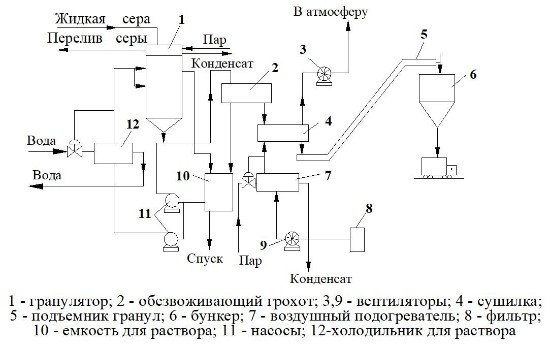 Жидкая сера
1
В атмосферу
Перелив серы
Пар
3
5
Конденсат
2
6
4
Вода
12
Вода
10
7
8
11
9
Спуск
Пар
Конденсат
1 - гранулятор; 2 - обезвоживающий грохот; 3,9 - вентиляторы; 4 - сушилка;
5 - подъемник гранул; 6 - бункер; 7 - воздушный подогреватель; 8 - фильтр;
10 - емкость для раствора; 11 - насосы; 12-холодильник для раствора